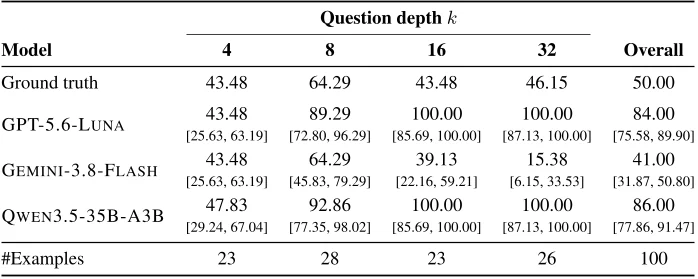 Question depth k
Model 4 8 16 32 Overall
Ground truth 43.48 64.29 43.48 46.15 50.00
GPT-5.6-LUNA 43.48 89.29 100.00 100.00 84.00
[25.63, 63.19] [72.80, 96.29] [85.69, 100.00] [87.13, 100.00] [75.58, 89.90]
GEMINI-3.8-FLASH 43.48 64.29 39.13 15.38 41.00
[25.63, 63.19] [45.83, 79.29] [22.16, 59.21] [6.15, 33.53] [31.87, 50.80]
QWEN3.5-35B-A3B 47.83 92.86 100.00 100.00 86.00
[29.24, 67.04] [77.35, 98.02] [85.69, 100.00] [87.13, 100.00] [77.86, 91.47]
#Examples 23 28 23 26 100